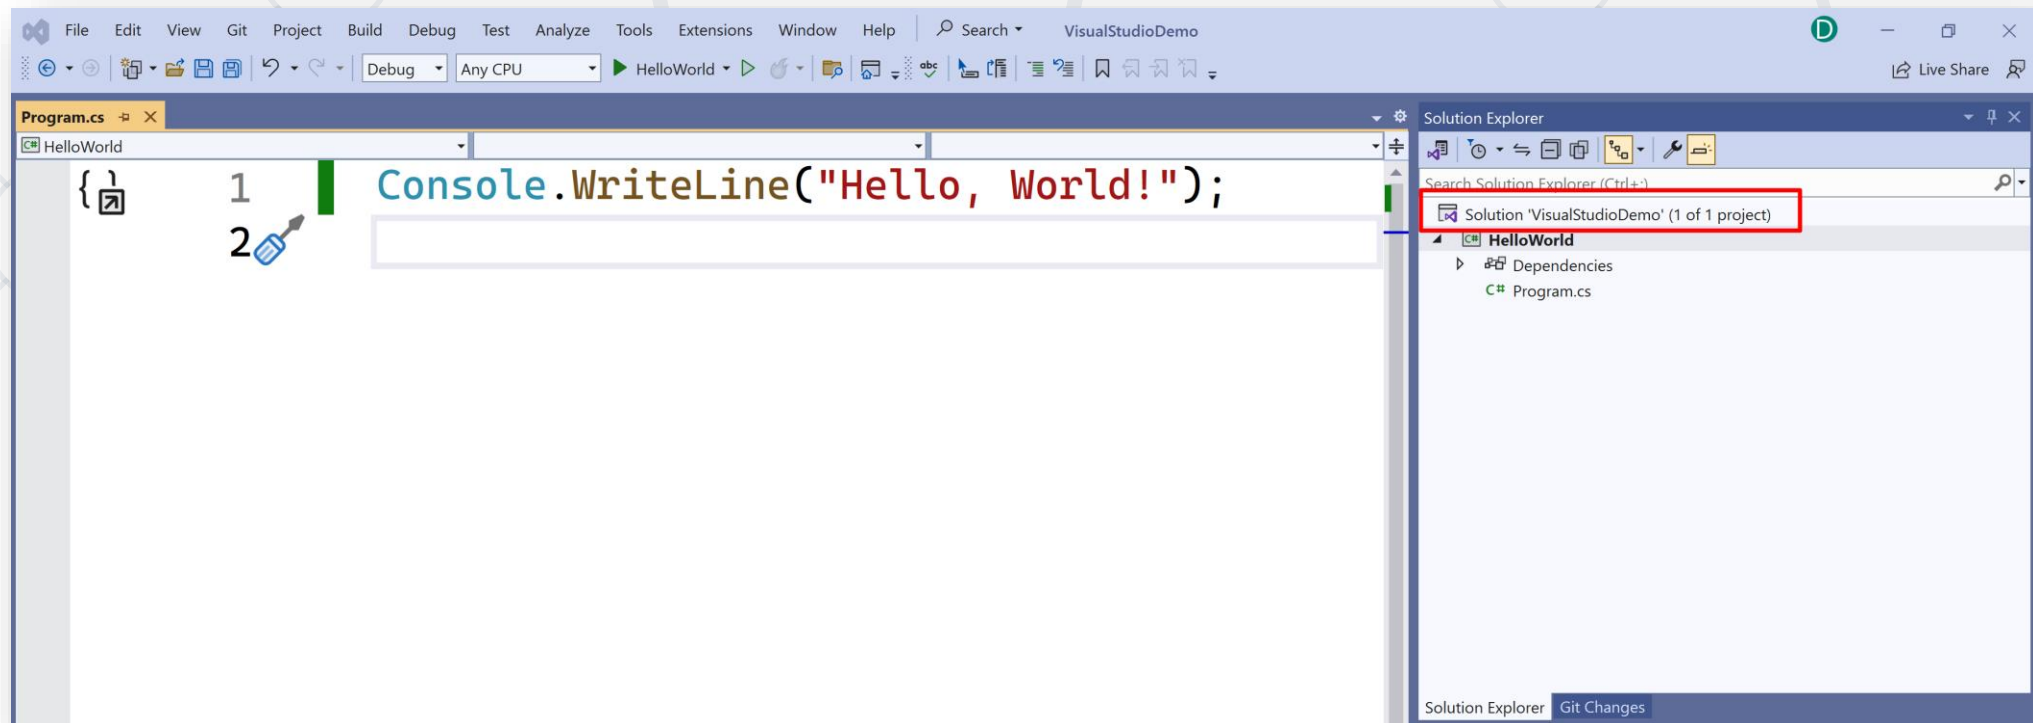 File Edit View Git Project Build Debug Test Analyze Tools Extensions Window Help Search VisualStudioDemo D
Debug Any CPU HelloWorld abc Live Share
Program.cs
C# HelloWorld
{ } 1 Console.WriteLine("Hello, World!");
2
Solution Explorer
Search Solution Explorer (Ctrl+;)
Solution 'VisualStudioDemo' (1 of 1 project)
C# HelloWorld
Dependencies
C# Program.cs
Solution Explorer Git Changes